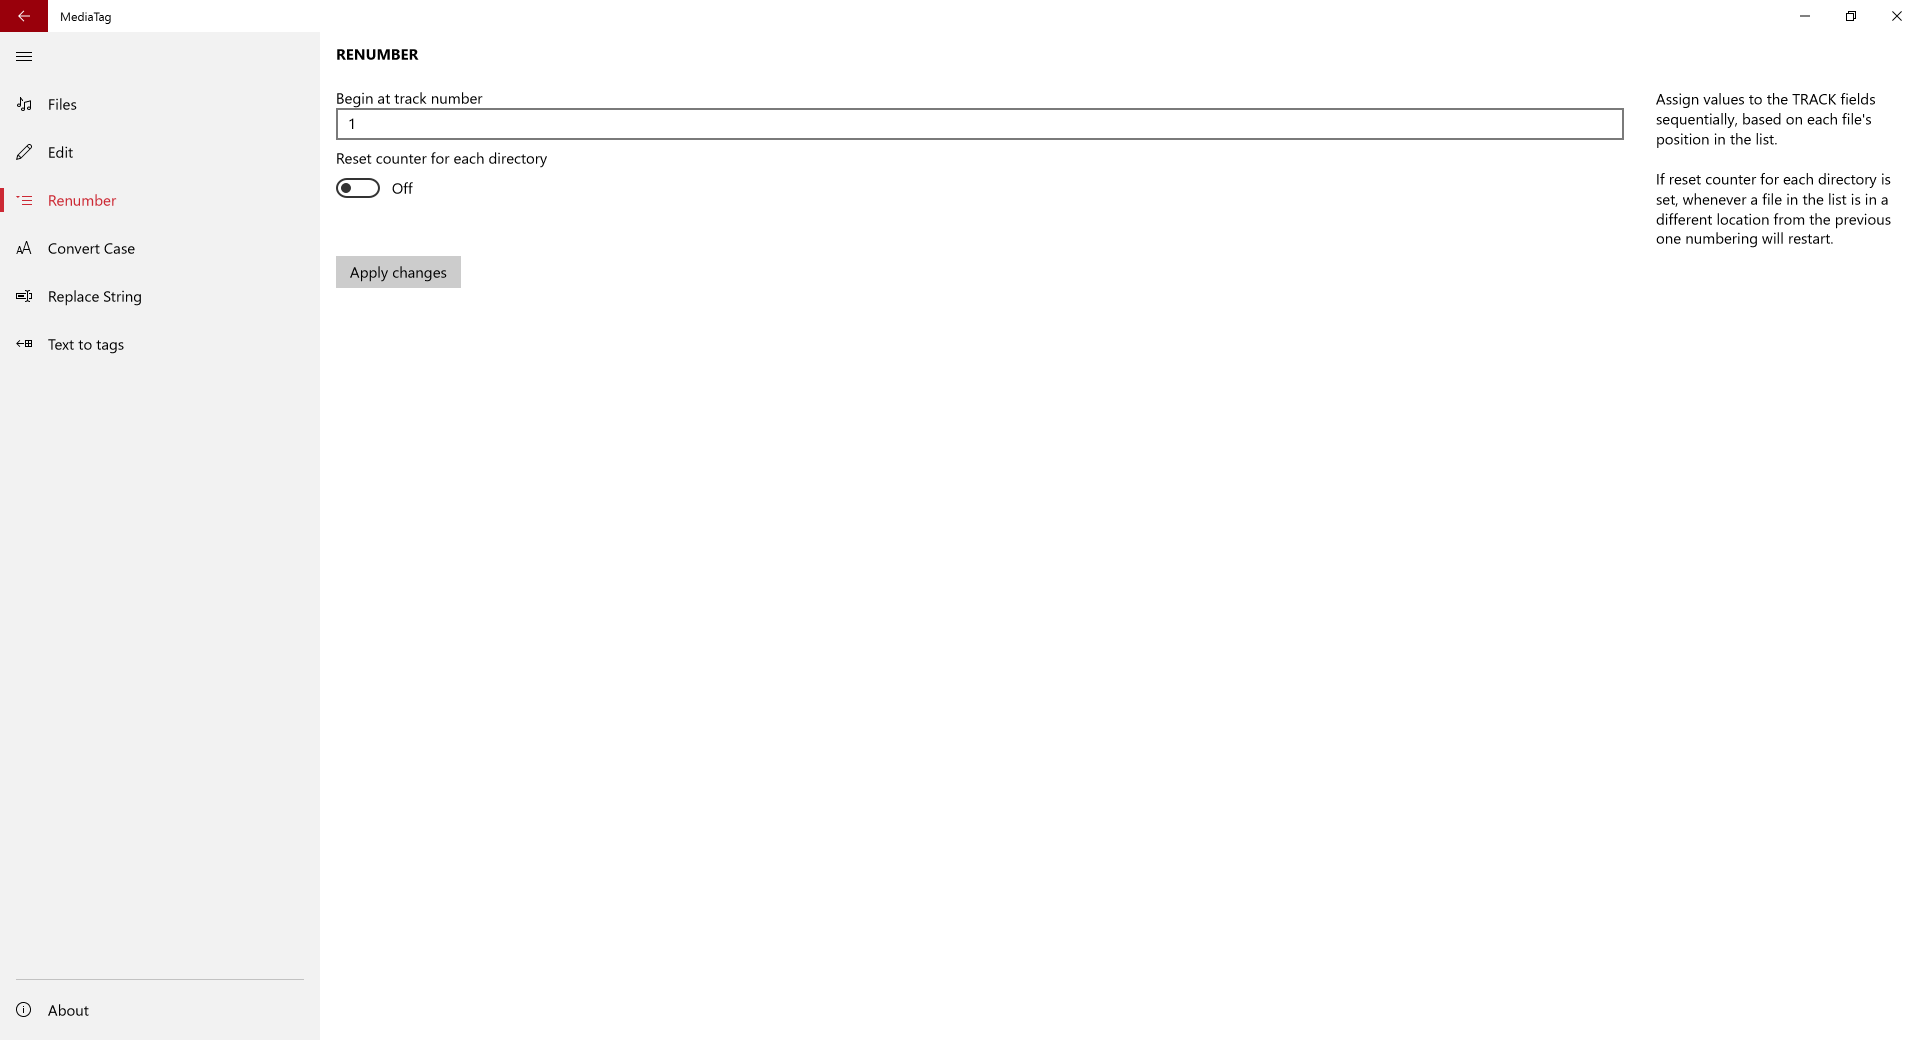 MediaTag
Files
Edit
Renumber
Convert Case
Replace String
Text to tags
About
RENUMBER
Begin at track number
1
Reset counter for each directory
Off
Apply changes
Assign values to the TRACK fields
sequentially, based on each file's
position in the list.
If reset counter for each directory is
set, whenever a file in the list is in a
different location from the previous
one numbering will restart.